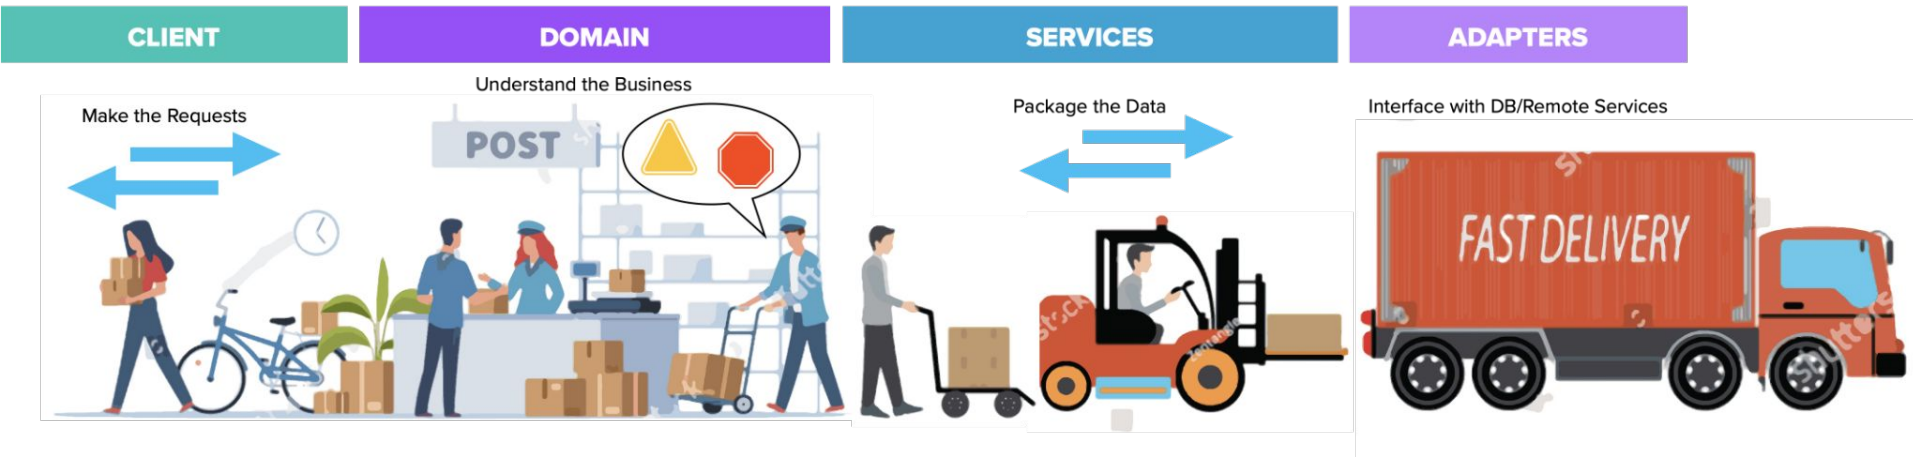 CLIENT
DOMAIN
SERVICES
ADAPTERS
Understand the Business
Make the Requests
Package the Data
Interface with DB/Remote Services
POST
FAST DELIVERY